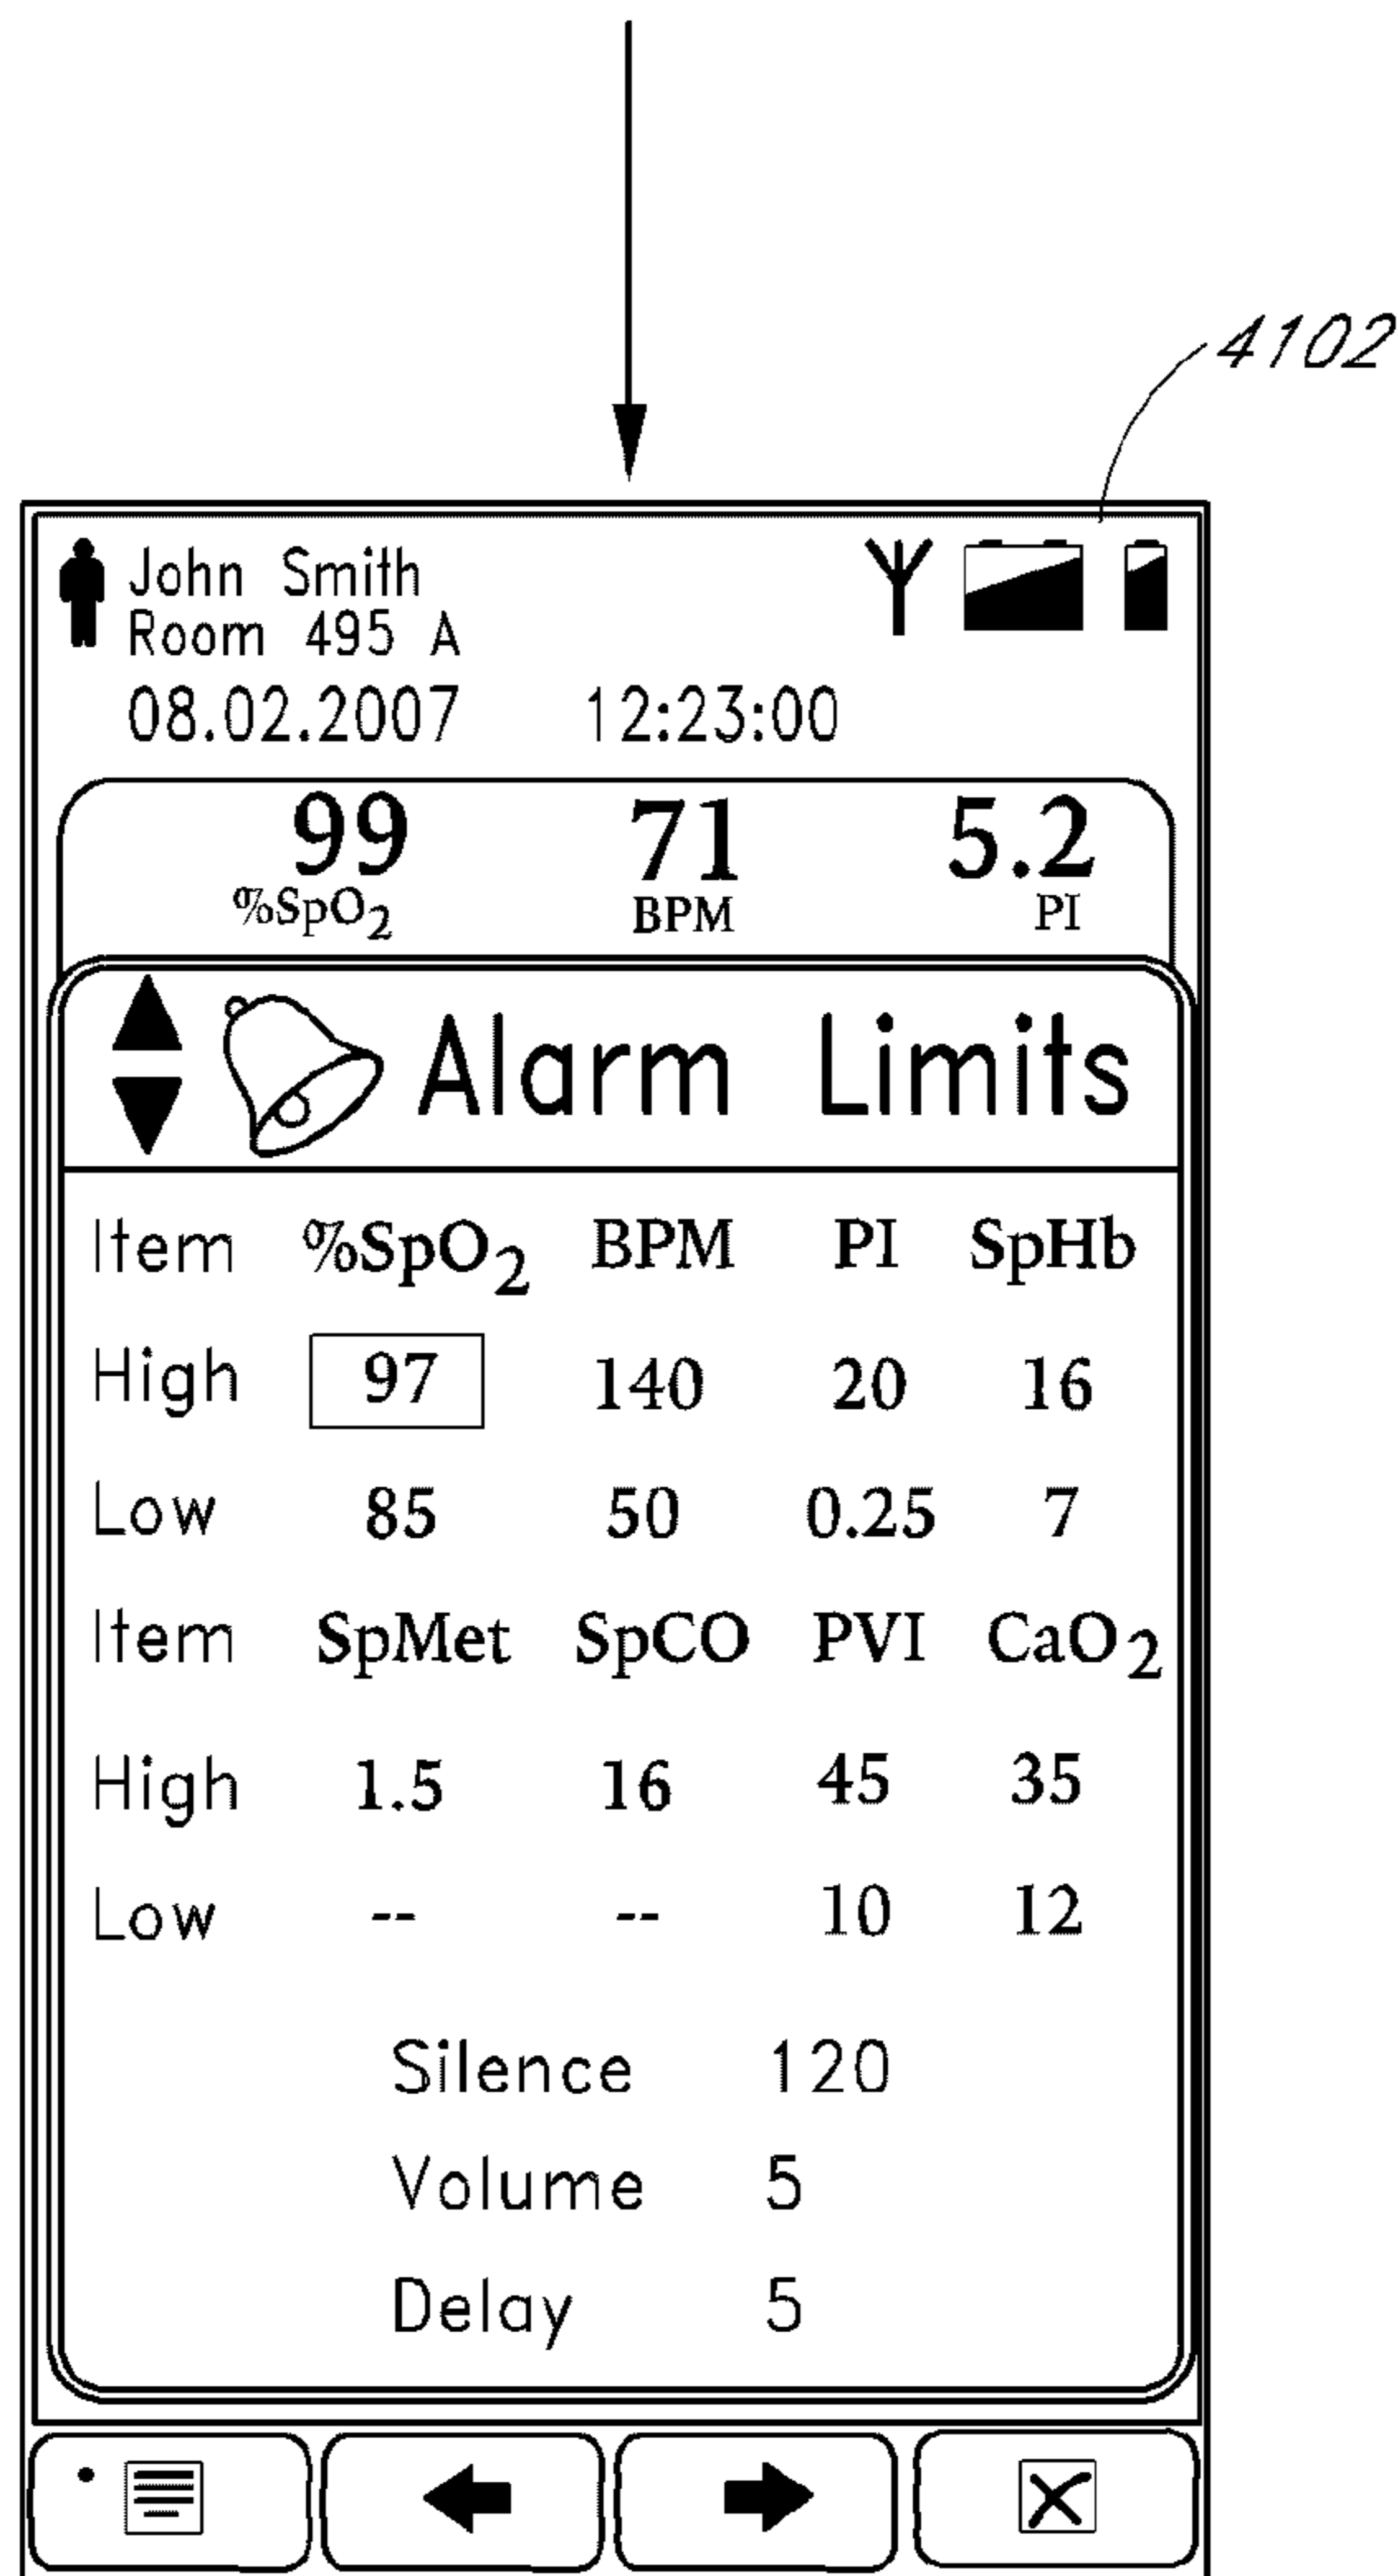 4102
John Smith
Room 495 A
08.02.2007 12:23:00
99 71 5.2
%SpO₂ BPM PI
Alarm Limits
Item %SpO₂ BPM PI SpHb
High 97 140 20 16
Low 85 50 0.25 7
Item SpMet SpCO PVI CaO₂
High 1.5 16 45 35
Low -- -- 10 12
Silence 120
Volume 5
Delay 5